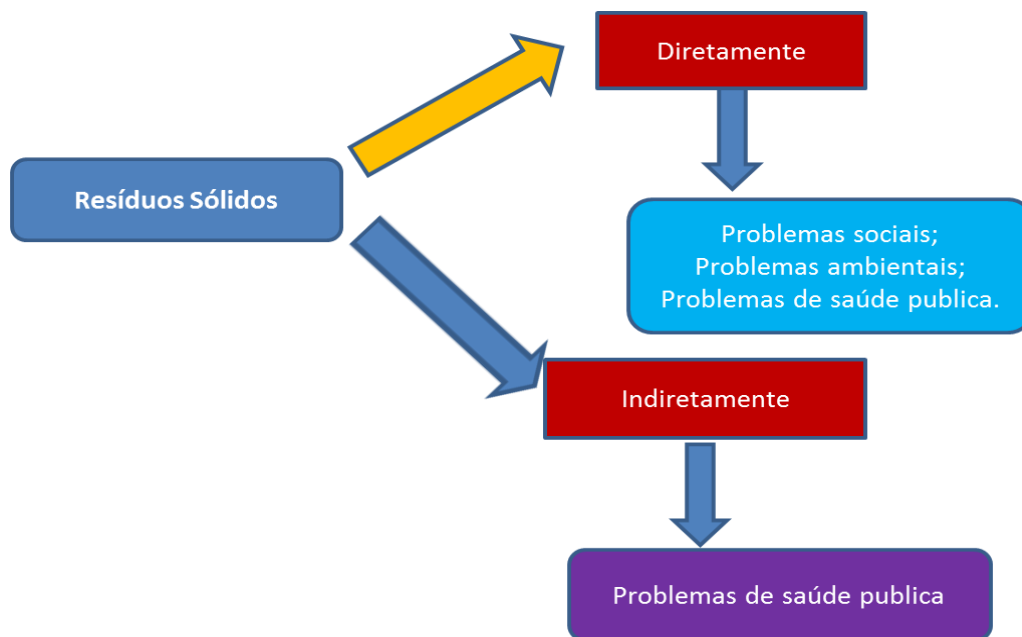 Diretamente
Resíduos Sólidos
Problemas sociais;
Problemas ambientais;
Problemas de saúde publica.
Indiretamente
Problemas de saúde publica